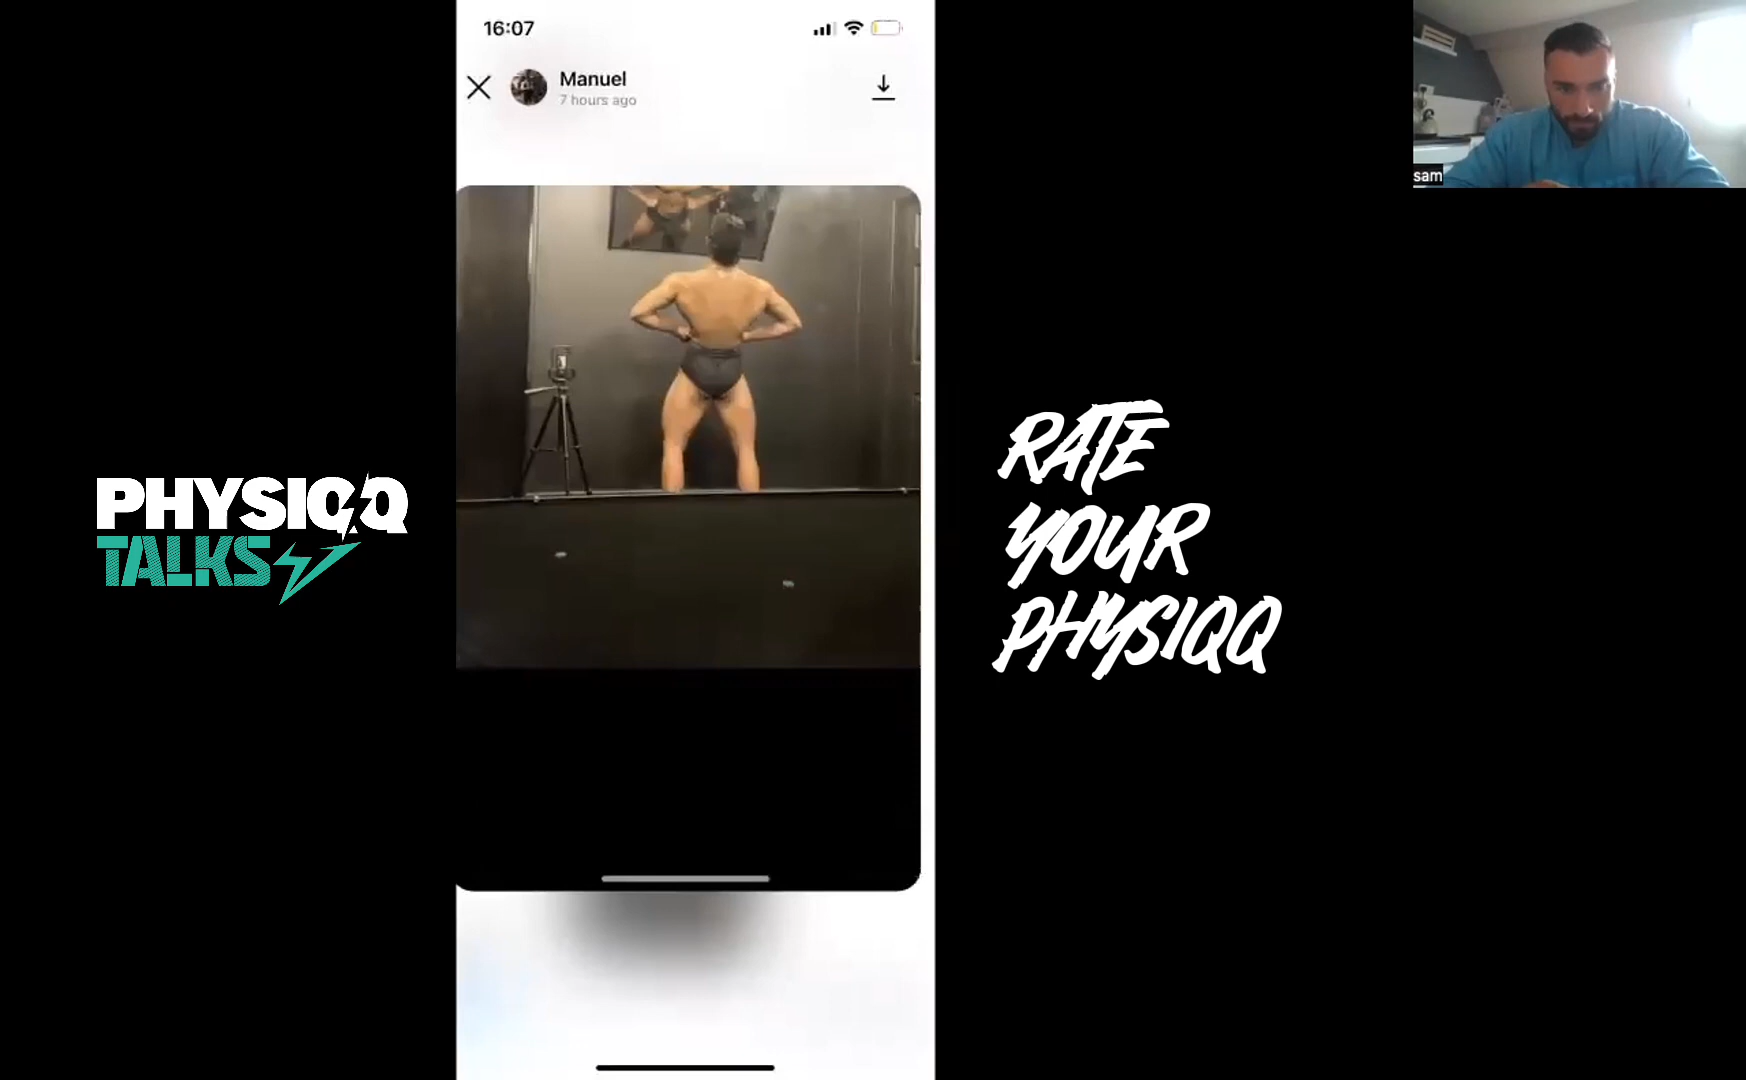 16:07
Manuel
7 hours ago
sam
PHYSIQQ
TALKS
RATE
YOUR
PHYSIQQ